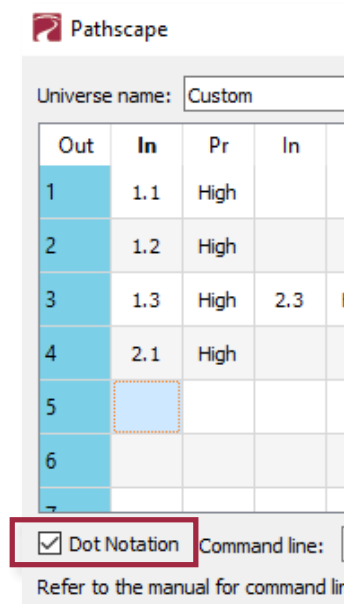 Pathscape
Universe name: Custom
Out In Pr In
1 1.1 High
2 1.2 High
3 1.3 High 2.3
4 2.1 High
5
6
Dot Notation Command line:
Refer to the manual for command